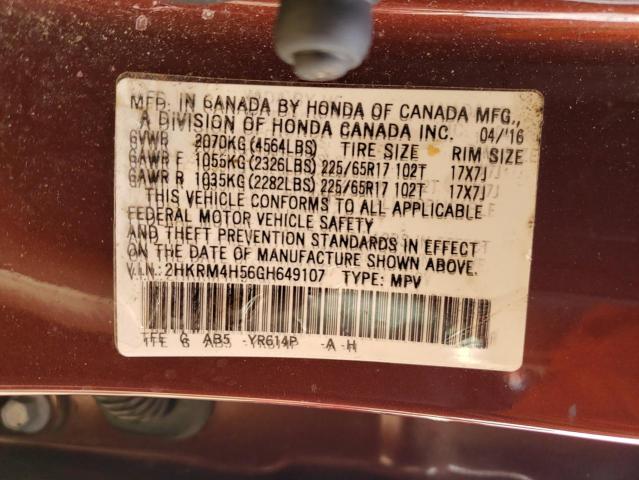 MFD. IN CANADA BY HONDA OF CANADA MFG.,
A DIVISION OF HONDA CANADA INC. 04/'16
GVWR 2070KG (4564LBS) TIRE SIZE RIM SIZE
GAWR F 1055KG (2326LBS) 225/65R17 102T 17X7J
GAWR R 1035KG (2282LBS) 225/65R17 102T 17X7J
THIS VEHICLE CONFORMS TO ALL APPLICABLE
FEDERAL MOTOR VEHICLE SAFETY
AND THEFT PREVENTION STANDARDS IN EFFECT
ON THE DATE OF MANUFACTURE SHOWN ABOVE.
V.I.N.: 2HKRM4H56GH649107 TYPE: MPV
TFE G AB5 -YR614P -A -H